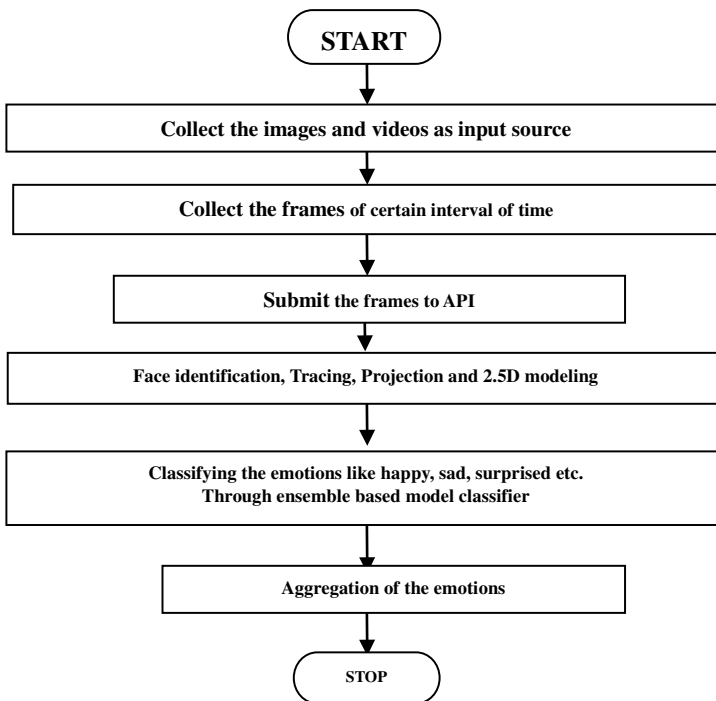 START
Collect the images and videos as input source
Collect the frames of certain interval of time
Submit the frames to API
Face identification, Tracing, Projection and 2.5D modeling
Classifying the emotions like happy, sad, surprised etc.
Through ensemble based model classifier
Aggregation of the emotions
STOP